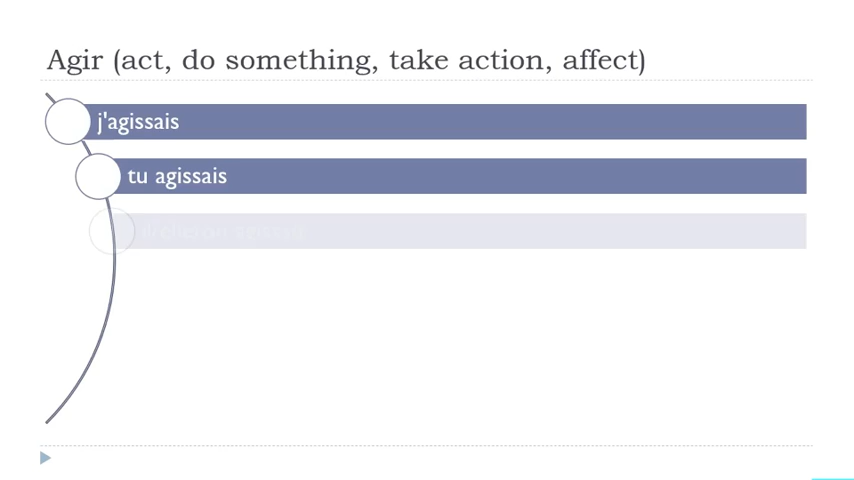 Agir (act, do something, take action, affect)
j'agissais
tu agissais